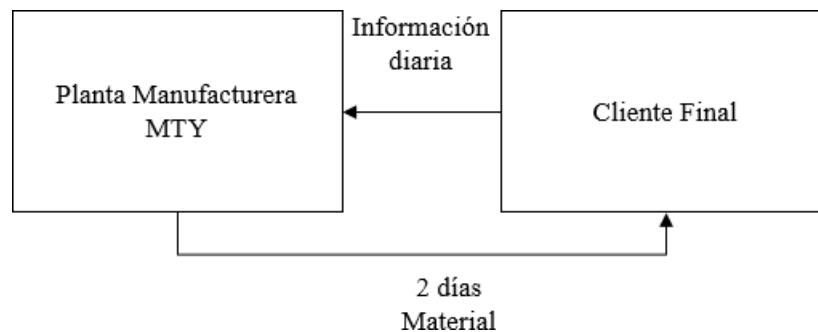 Información
diaria
Planta Manufacturera
MTY
Cliente Final
2 días
Material